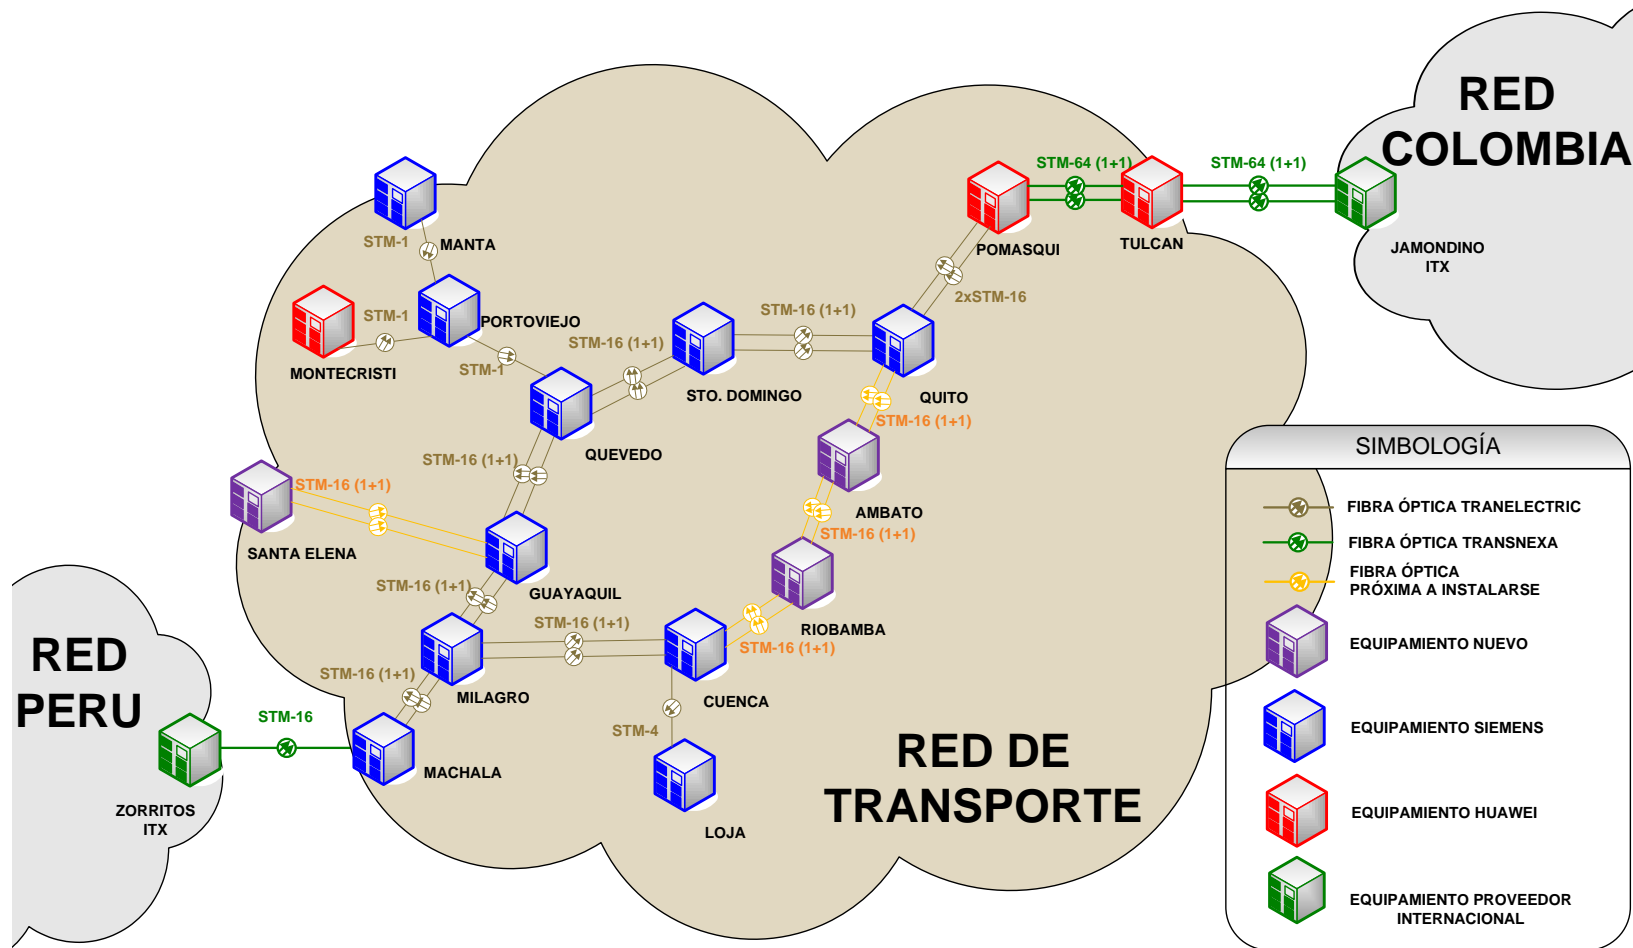 RED
COLOMBIA
STM-64 (1+1)
STM-64 (1+1)
POMASQUI
TULCAN
JAMONDINO
ITX
STM-1
MANTA
2xSTM-16
STM-1
PORTOVIEJO
STM-16 (1+1)
STM-16 (1+1)
MONTECRISTI
STM-1
STO. DOMINGO
QUITO
STM-16 (1+1)
QUEVEDO
STM-16 (1+1)
STM-16 (1+1)
SANTA ELENA
AMBATO
STM-16 (1+1)
GUAYAQUIL
STM-16 (1+1)
STM-16 (1+1)
RIOBAMBA
STM-16 (1+1)
STM-16 (1+1)
MILAGRO
CUENCA
RED
PERU
STM-16
STM-4
MACHALA
ZORRITOS
ITX
LOJA
RED DE
TRANSPORTE
SIMBOLOGÍA
FIBRA ÓPTICA TRANELECTRIC
FIBRA ÓPTICA TRANSNEXA
FIBRA ÓPTICA
PRÓXIMA A INSTALARSE
EQUIPAMIENTO NUEVO
EQUIPAMIENTO SIEMENS
EQUIPAMIENTO HUAWEI
EQUIPAMIENTO PROVEEDOR
INTERNACIONAL